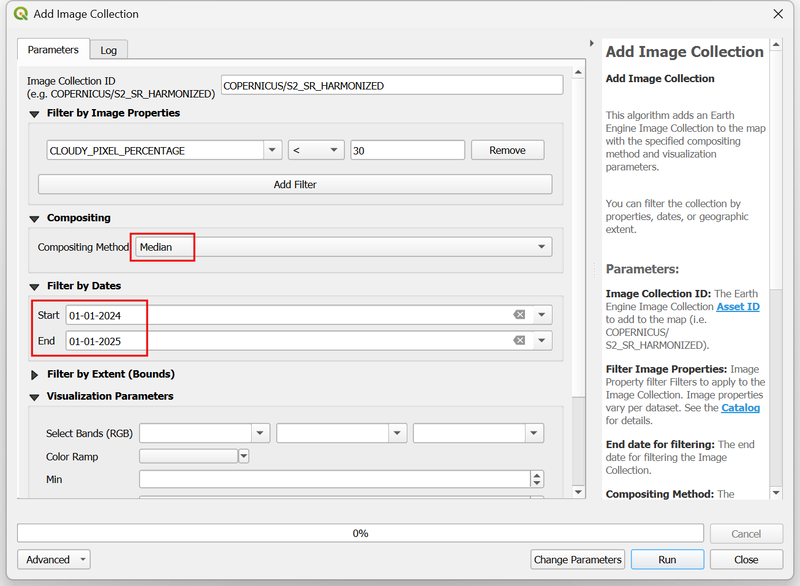 Add Image Collection
Parameters
Log
Image Collection ID
(e.g. COPERNICUS/S2_SR_HARMONIZED)
COPERNICUS/S2_SR_HARMONIZED
Filter by Image Properties
CLOUDY_PIXEL_PERCENTAGE
<
30
Remove
Add Filter
Compositing
Compositing Method
Median
Filter by Dates
Start
01-01-2024
End
01-01-2025
Filter by Extent (Bounds)
Visualization Parameters
Select Bands (RGB)
Color Ramp
Min
Add Image Collection
Add Image Collection
This algorithm adds an Earth
Engine Image Collection to the map
with the specified compositing
method and visualization
parameters.
You can filter the collection by
properties, dates, or geographic
extent.
Parameters:
Image Collection ID: The Earth
Engine Image Collection Asset ID
to add to the map (i.e.
COPERNICUS/
S2_SR_HARMONIZED).
Filter Image Properties: Image
Property filter Filters to apply to the
Image Collection. Image properties
vary per dataset. See the Catalog
for details.
End date for filtering: The end
date for filtering the Image
Collection.
Compositing Method: The
0%
Cancel
Advanced
Change Parameters
Run
Close